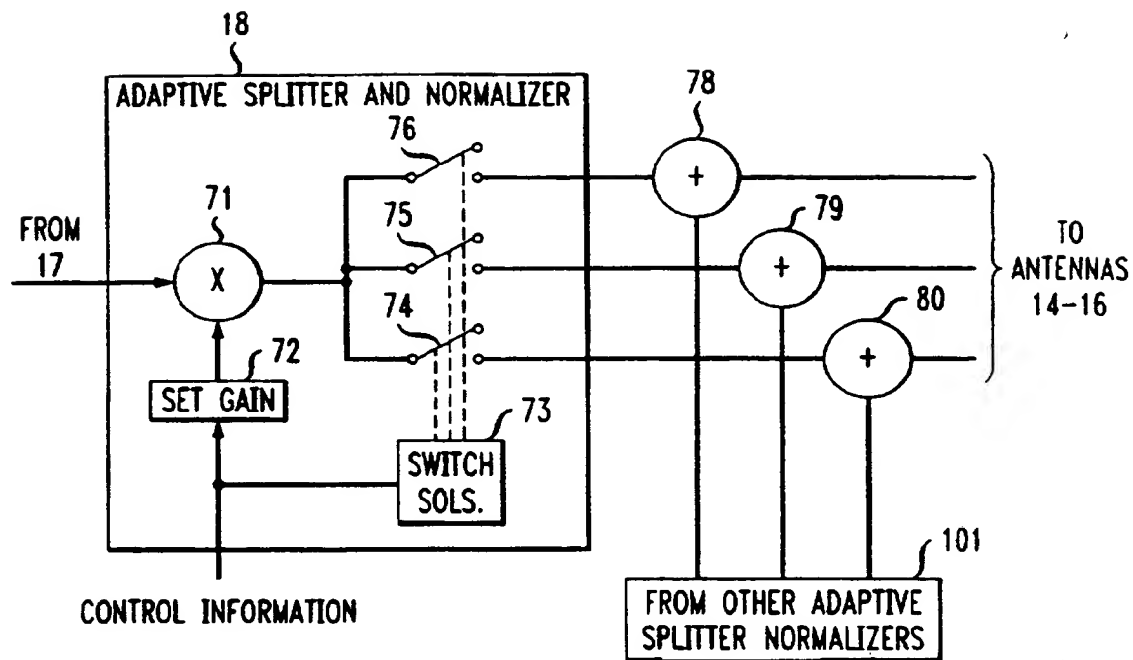 18
ADAPTIVE SPLITTER AND NORMALIZER
78
76
71
79
FROM
17
75
TO
ANTENNAS
14-16
X
+
+
+
74
80
72
SET GAIN
73
SWITCH
SOLS.
101
CONTROL INFORMATION
FROM OTHER ADAPTIVE
SPLITTER NORMALIZERS